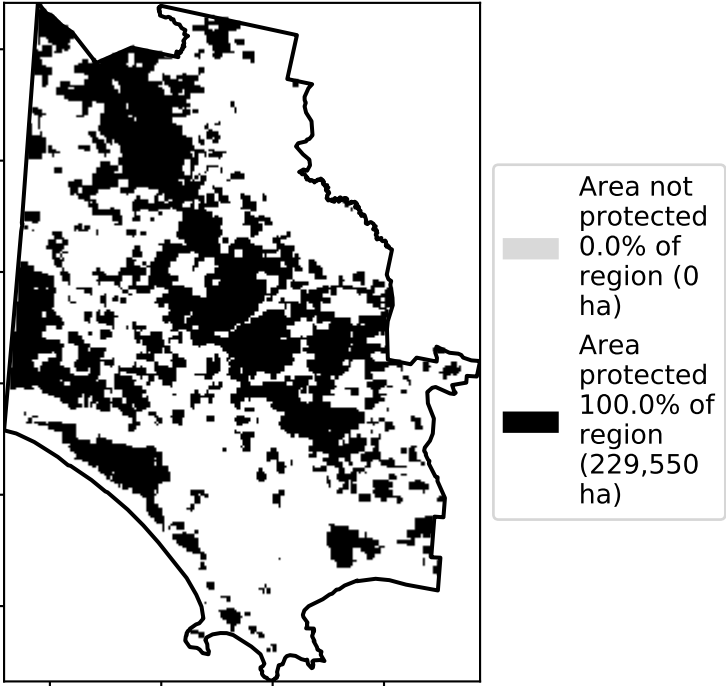 Area not
protected
0.0% of
region (0
ha)
Area
protected
100.0% of
region
(229,550
ha)